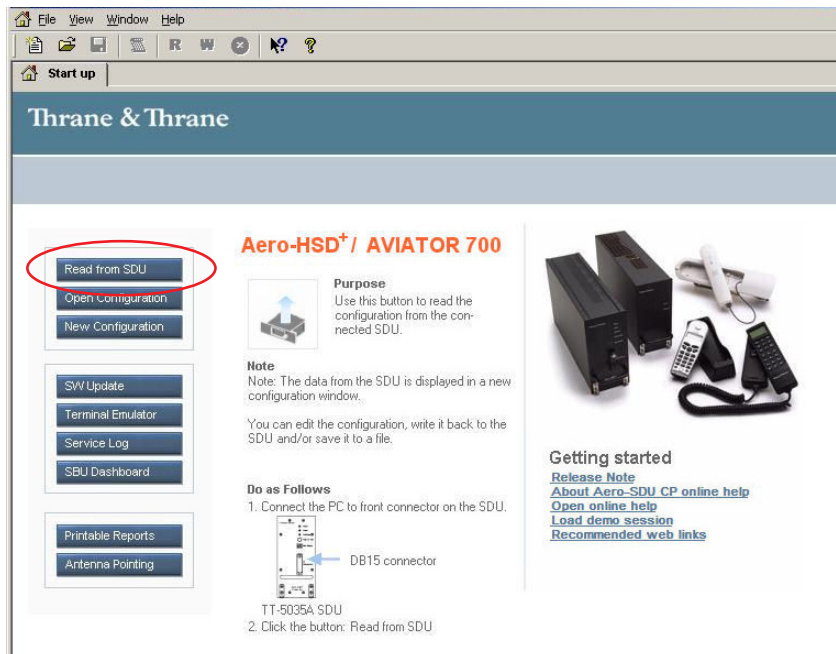 File View Window Help
R W
Start up
Thrane & Thrane
Read from SDU
Open Configuration
New Configuration
SW Update
Terminal Emulator
Service Log
SBU Dashboard
Printable Reports
Antenna Pointing
Aero-HSD+/ AVIATOR 700
Purpose
Use this button to read the
configuration from the con-
nected SDU.
Note
Note: The data from the SDU is displayed in a new
configuration window.
You can edit the configuration, write it back to the
SDU and/or save it to a file.
Do as Follows
1. Connect the PC to front connector on the SDU.
DB15 connector
TT-5035A SDU
2. Click the button: Read from SDU
Getting started
Release Note
About Aero-SDU CP online help
Open online help
Load demo session
Recommended web links